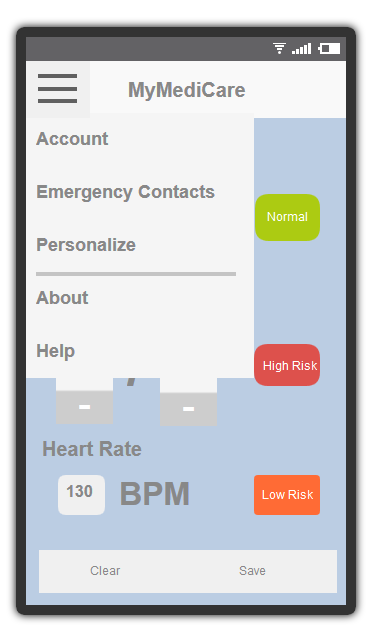 MyMediCare
Account
Emergency Contacts
Personalize
About
Help
Normal
High Risk
/
-
-
Heart Rate
130 BPM
Low Risk
Clear Save